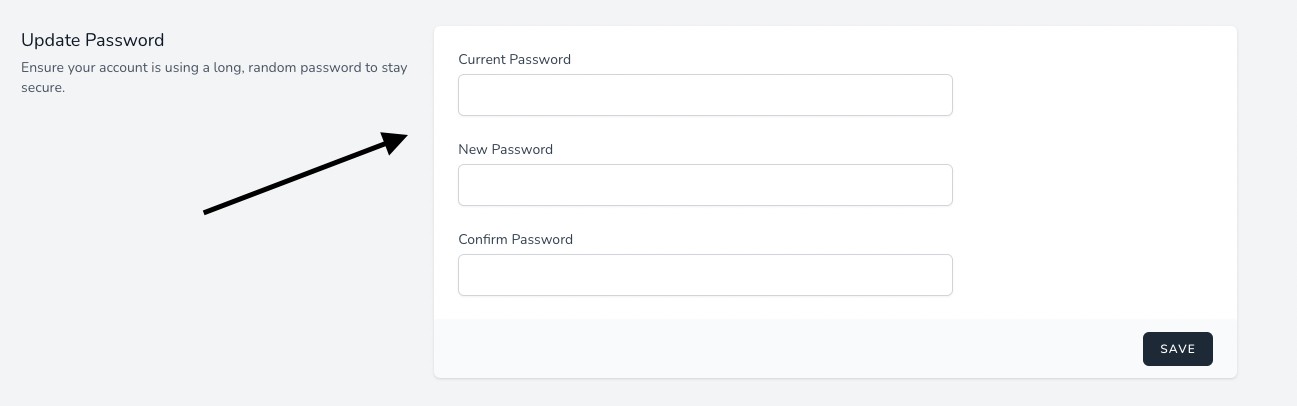 Update Password
Ensure your account is using a long, random password to stay
secure.
Current Password
New Password
Confirm Password
SAVE